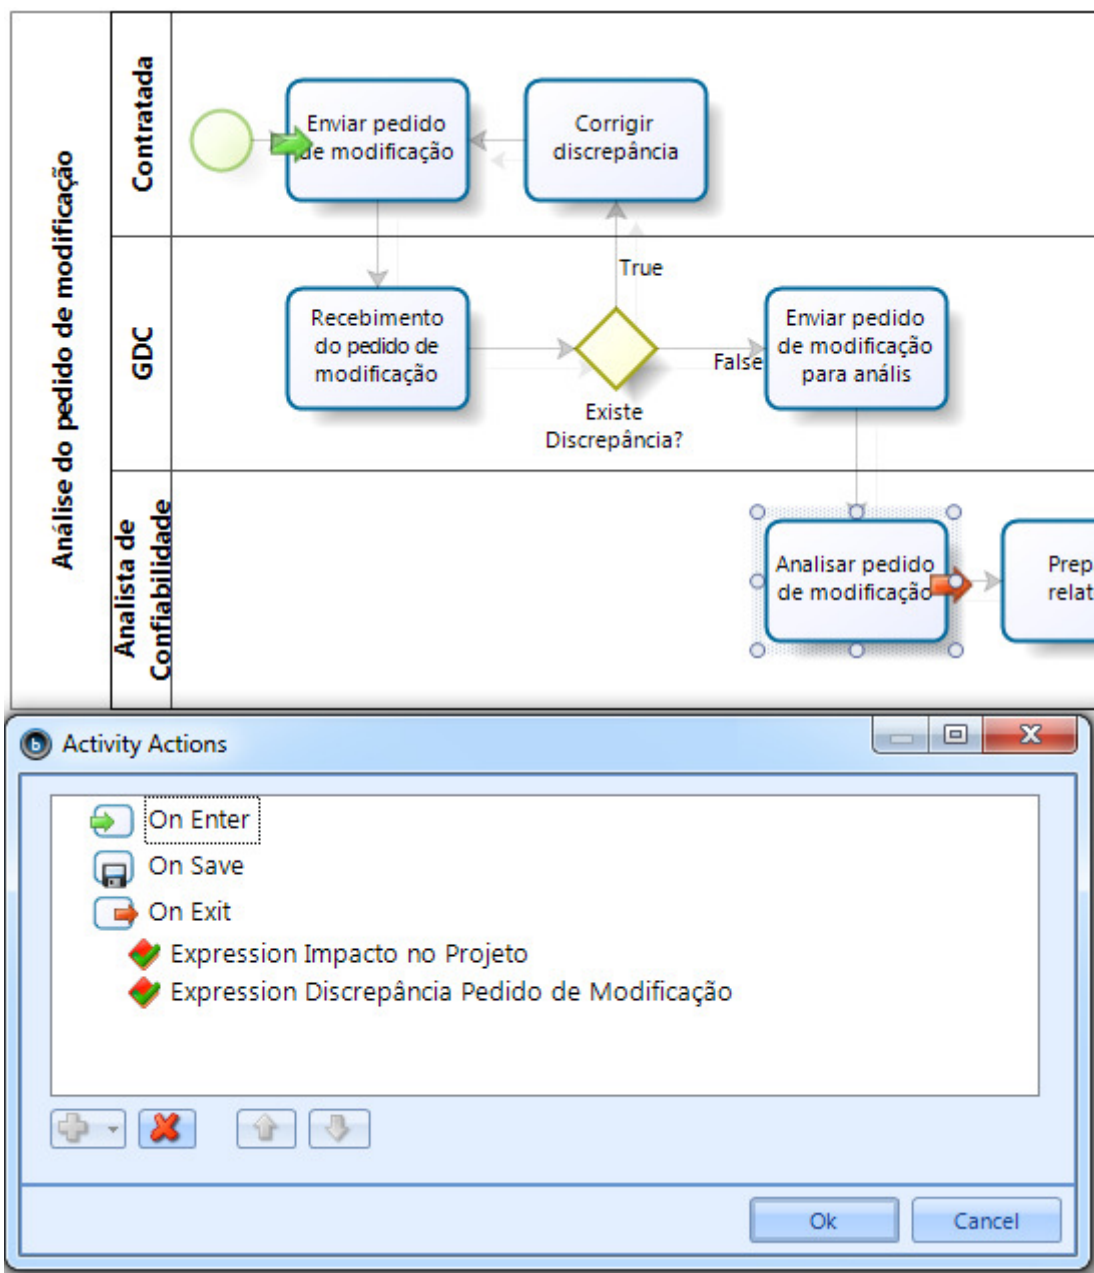 Análise do pedido de modificação
Contratada
Enviar pedido
de modificação
Corrigir
discrepância
GDC
True
Recebimento
do pedido de
modificação
False
Existe
Discrepância?
Enviar pedido
de modificação
para anális
Analista de
Confiabilidade
Analisar pedido
de modificação
Prep
relat
Activity Actions
On Enter
On Save
On Exit
Expression Impacto no Projeto
Expression Discrepância Pedido de Modificação
Ok
Cancel